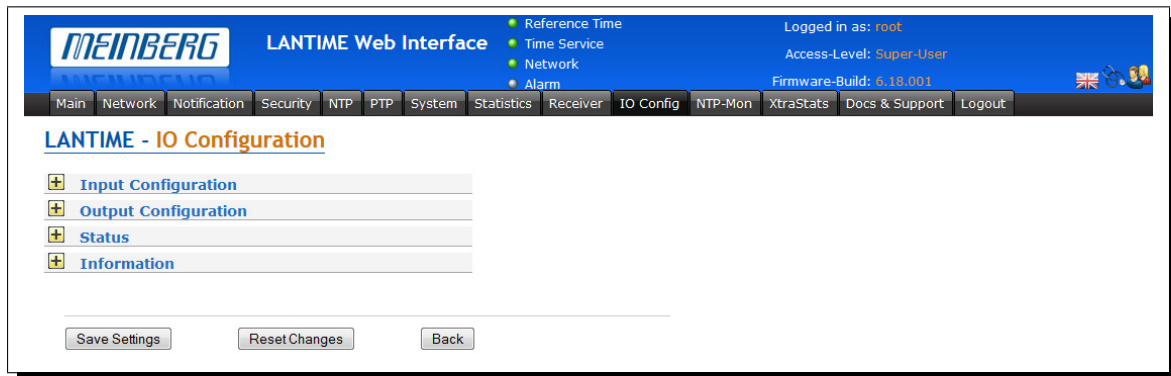 MEINBERG
LANTIME Web Interface
Reference Time
Time Service
Network
Alarm
Logged in as: root
Access-Level: Super-User
Firmware-Build: 6.18.001
Main Network Notification Security NTP PTP System Statistics Receiver IO Config NTP-Mon XtraStats Docs & Support Logout
LANTIME - IO Configuration
Input Configuration
Output Configuration
Status
Information
Save Settings Reset Changes Back